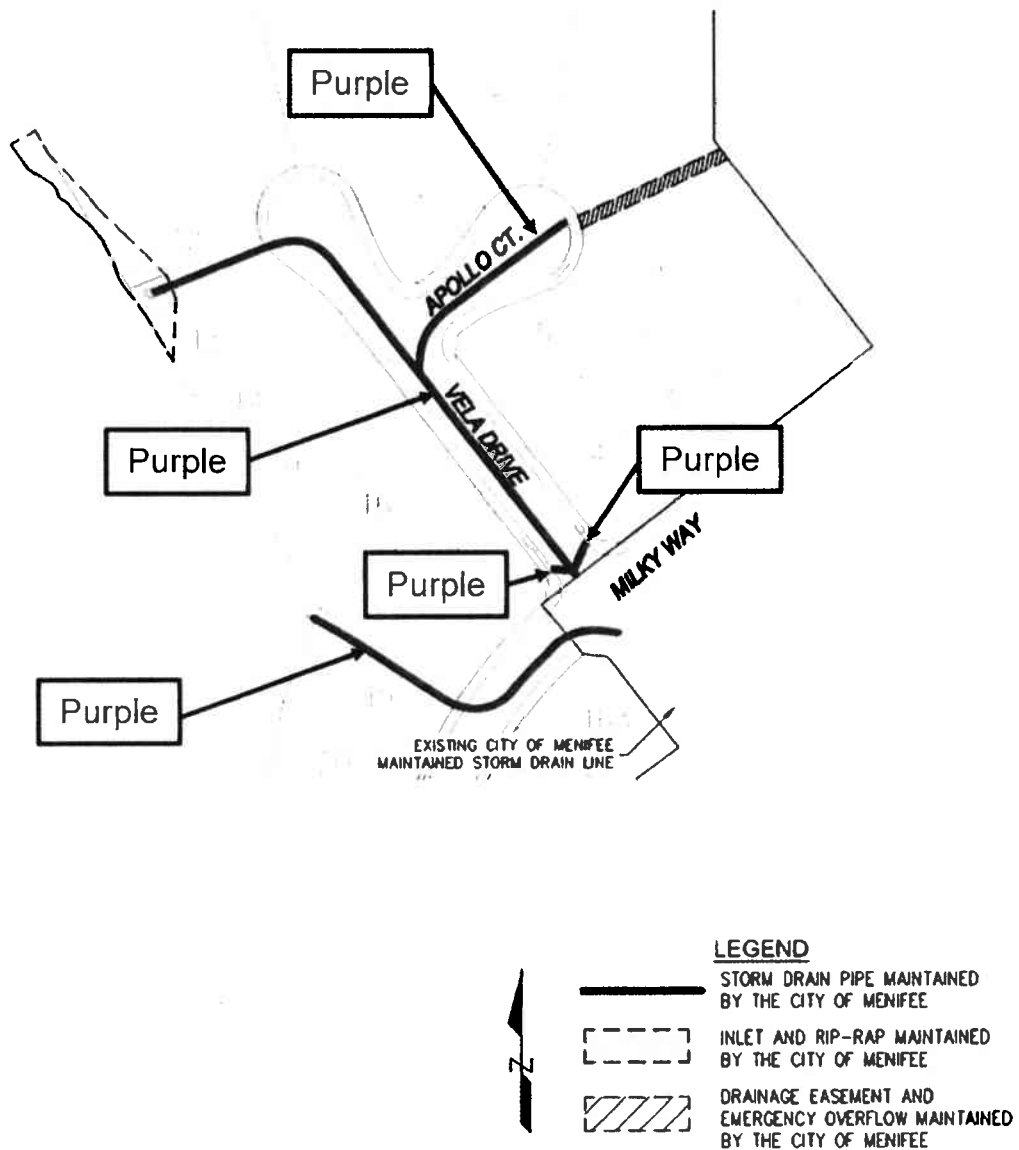 Purple
APOLLO CT.
Purple
VELA DRIVE
Purple
Purple
MILKY WAY
Purple
EXISTING CITY OF MENIFEE
MAINTAINED STORM DRAIN LINE
LEGEND
STORM DRAIN PIPE MAINTAINED
BY THE CITY OF MENIFEE
INLET AND RIP-RAP MAINTAINED
BY THE CITY OF MENIFEE
DRAINAGE EASEMENT AND
EMERGENCY OVERFLOW MAINTAINED
BY THE CITY OF MENIFEE
N